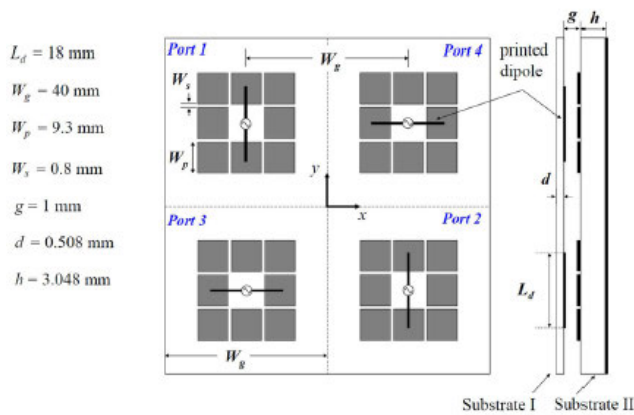 L_d = 18 mm
W_g = 40 mm
W_p = 9.3 mm
W_s = 0.8 mm
g = 1 mm
d = 0.508 mm
h = 3.048 mm
Port 1
Port 4
W_g
W_s
W_p
y
x
Port 3
Port 2
W_g
g
h
printed
dipole
d
L_d
Substrate I
Substrate II